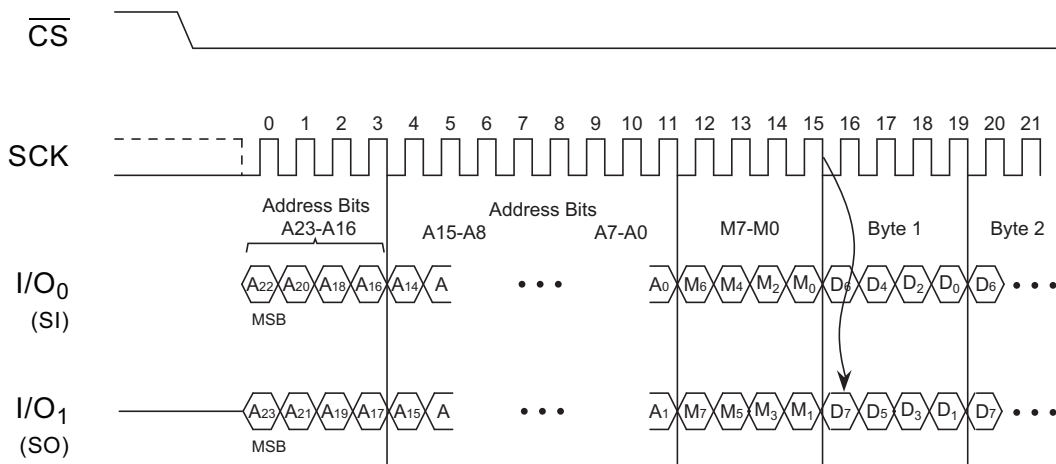 CS
0 1 2 3 4 5 6 7 8 9 10 11 12 13 14 15 16 17 18 19 20 21
SCK
Address Bits
A23-A16
Address Bits
A15-A8 A7-A0 M7-M0 Byte 1 Byte 2
I/O0
(SI)
A22 A20 A18 A16 A14 A • • • A0 M6 M4 M2 M0 D6 D4 D2 D0 D6 • • •
MSB
I/O1
(SO)
A23 A21 A19 A17 A15 A • • • A1 M7 M5 M3 M1 D7 D5 D3 D1 D7 • • •
MSB